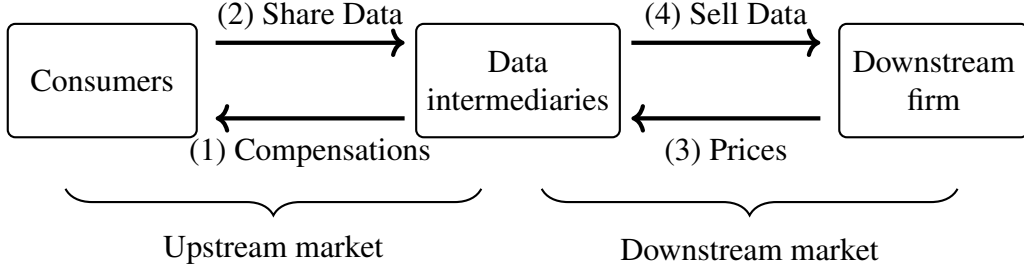 (2) Share Data
(4) Sell Data
Consumers
Data
intermediaries
Downstream
firm
(1) Compensations
(3) Prices
Upstream market
Downstream market